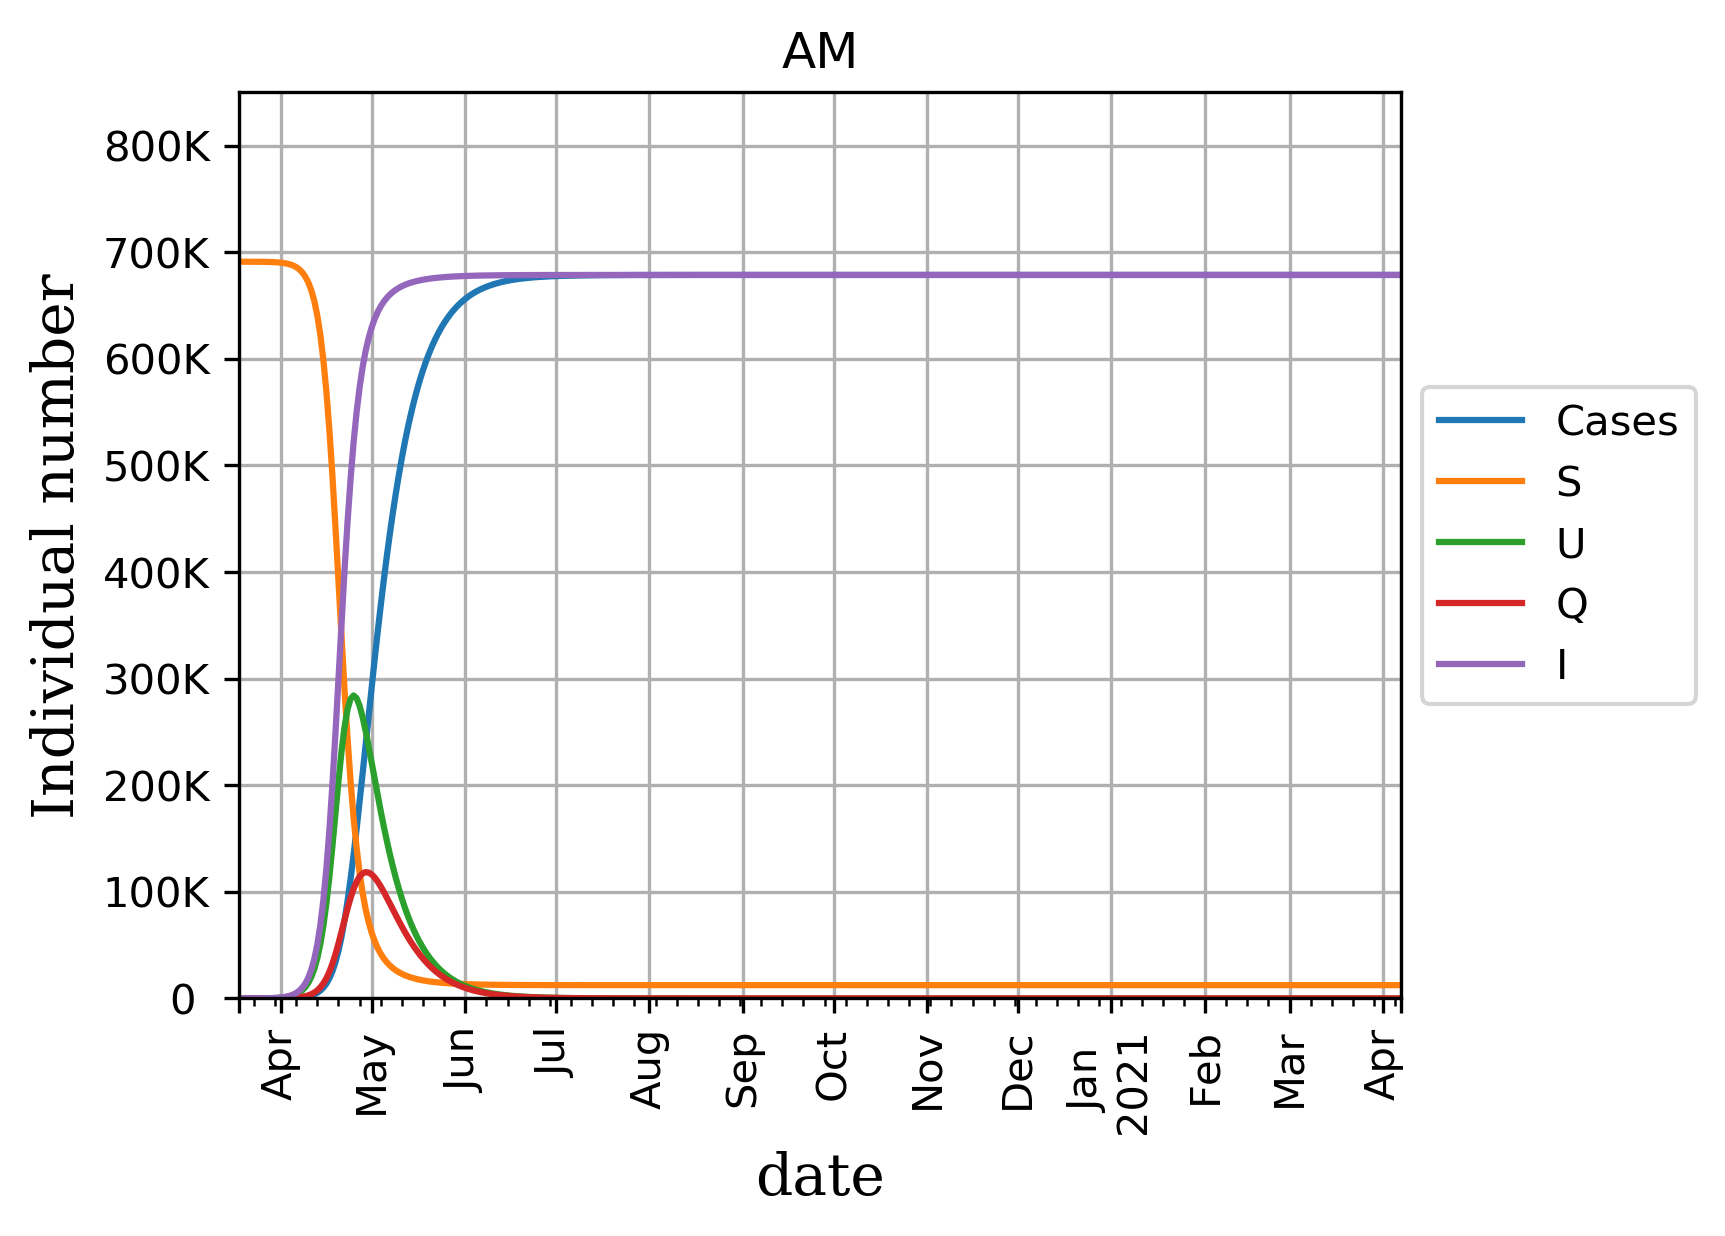 AM
Individual number
800K
700K
600K
500K
400K
300K
200K
100K
0
Apr
May
Jun
Jul
Aug
Sep
Oct
Nov
Dec
Jan
2021
Feb
Mar
Apr
date
Cases
S
U
Q
I